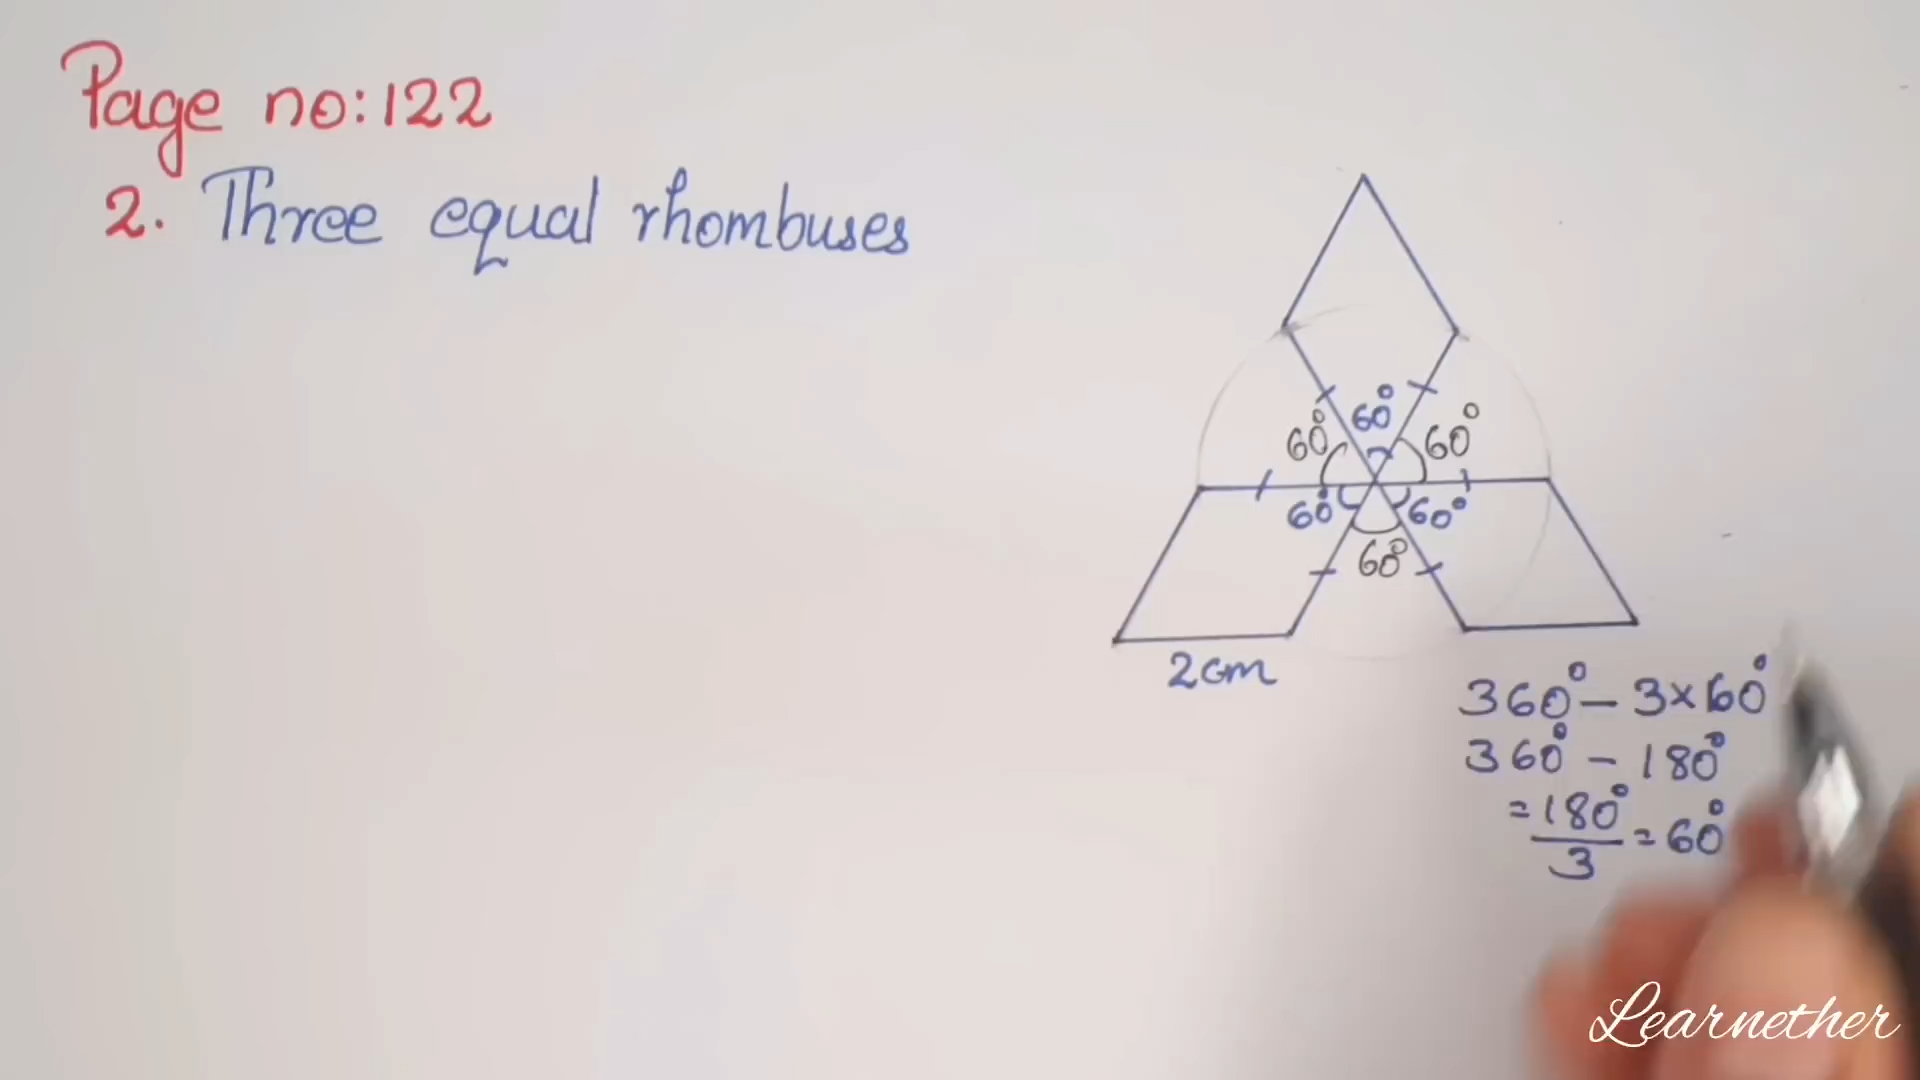 Page no:122
2. Three equal rhombuses
60°
60°
60°
60°
60°
60°
2cm
360° - 3×60°
360° - 180°
= 180°/3 = 60°
Learnether